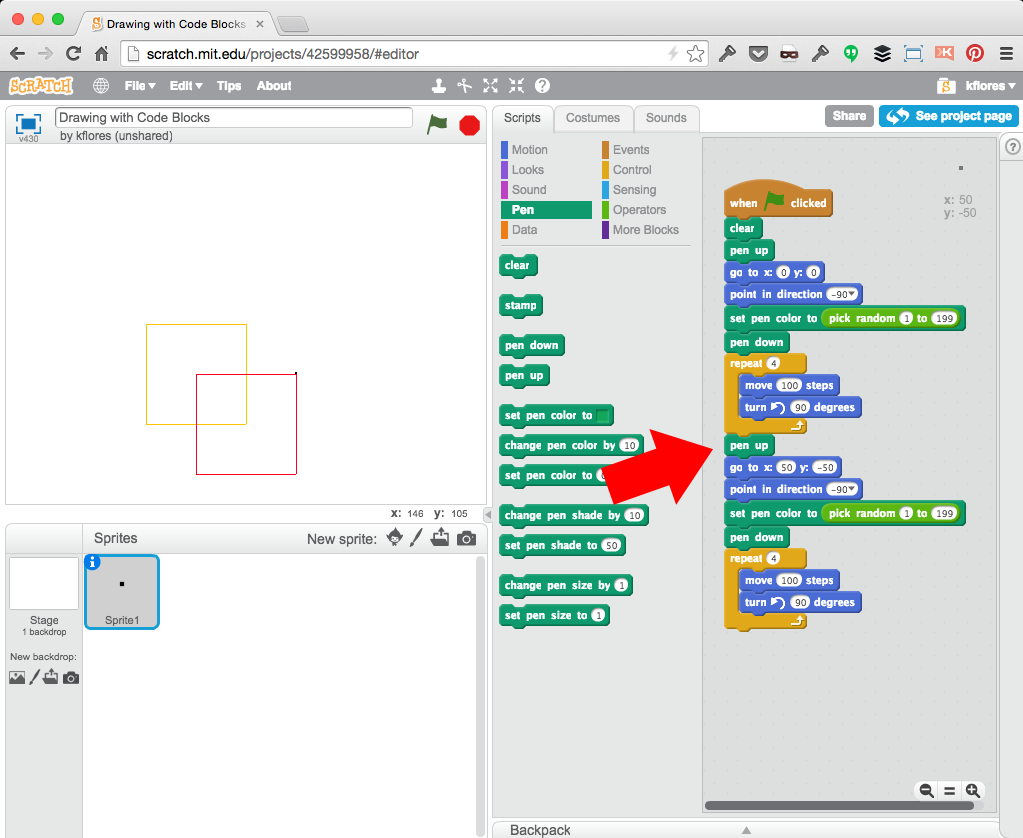 Drawing with Code Blocks
scratch.mit.edu/projects/42599958/#editor
SCRATCH
File Edit Tips About
kflores
v430
Drawing with Code Blocks
by kflores (unshared)
Scripts Costumes Sounds
Share
See project page
Motion
Looks
Sound
Pen
Data
Events
Control
Sensing
Operators
More Blocks
clear
stamp
pen down
pen up
set pen color to
change pen color by 10
set pen color to
change pen shade by 10
set pen shade to 50
change pen size by 1
set pen size to 1
x: 50
y: -50
when clicked
clear
pen up
go to x: 0 y: 0
point in direction -90
set pen color to pick random 1 to 199
pen down
repeat 4
move 100 steps
turn 90 degrees
pen up
go to x: 50 y: -50
point in direction -90
set pen color to pick random 1 to 199
pen down
repeat 4
move 100 steps
turn 90 degrees
x: 146 y: 105
Sprites
New sprite:
Stage
1 backdrop
New backdrop:
Sprite1
Backpack